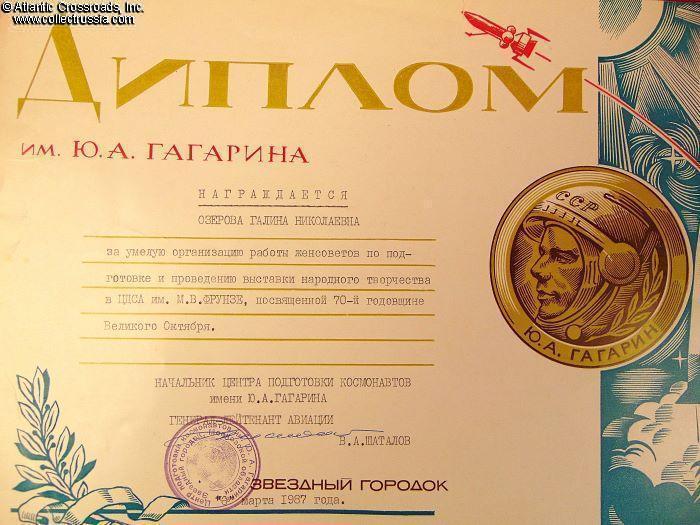 © Atlantic Crossroads, Inc.
www.collectrussia.com
ДИПЛОМ
им. Ю.А. ГАГАРИНА
НАГРАЖДАЕТСЯ
ОЗЕРОВА ГАЛИНА НИКОЛАЕВНА
за умелую организацию работы женсоветов по под-
готовке и проведению выставки народного творчества
в ЦДСА им. М.В.ФРУНЗЕ, посвященной 70-й годовщине
Великого Октября.
СССР
Ю.А. ГАГАРИН
НАЧАЛЬНИК ЦЕНТРА ПОДГОТОВКИ КОСМОНАВТОВ
имени Ю.А.ГАГАРИНА
ГЕНЕРАЛ-ЛЕЙТЕНАНТ АВИАЦИИ
В.А.ШАТАЛОВ
ЗВЕЗДНЫЙ ГОРОДОК
марта 1987 года.